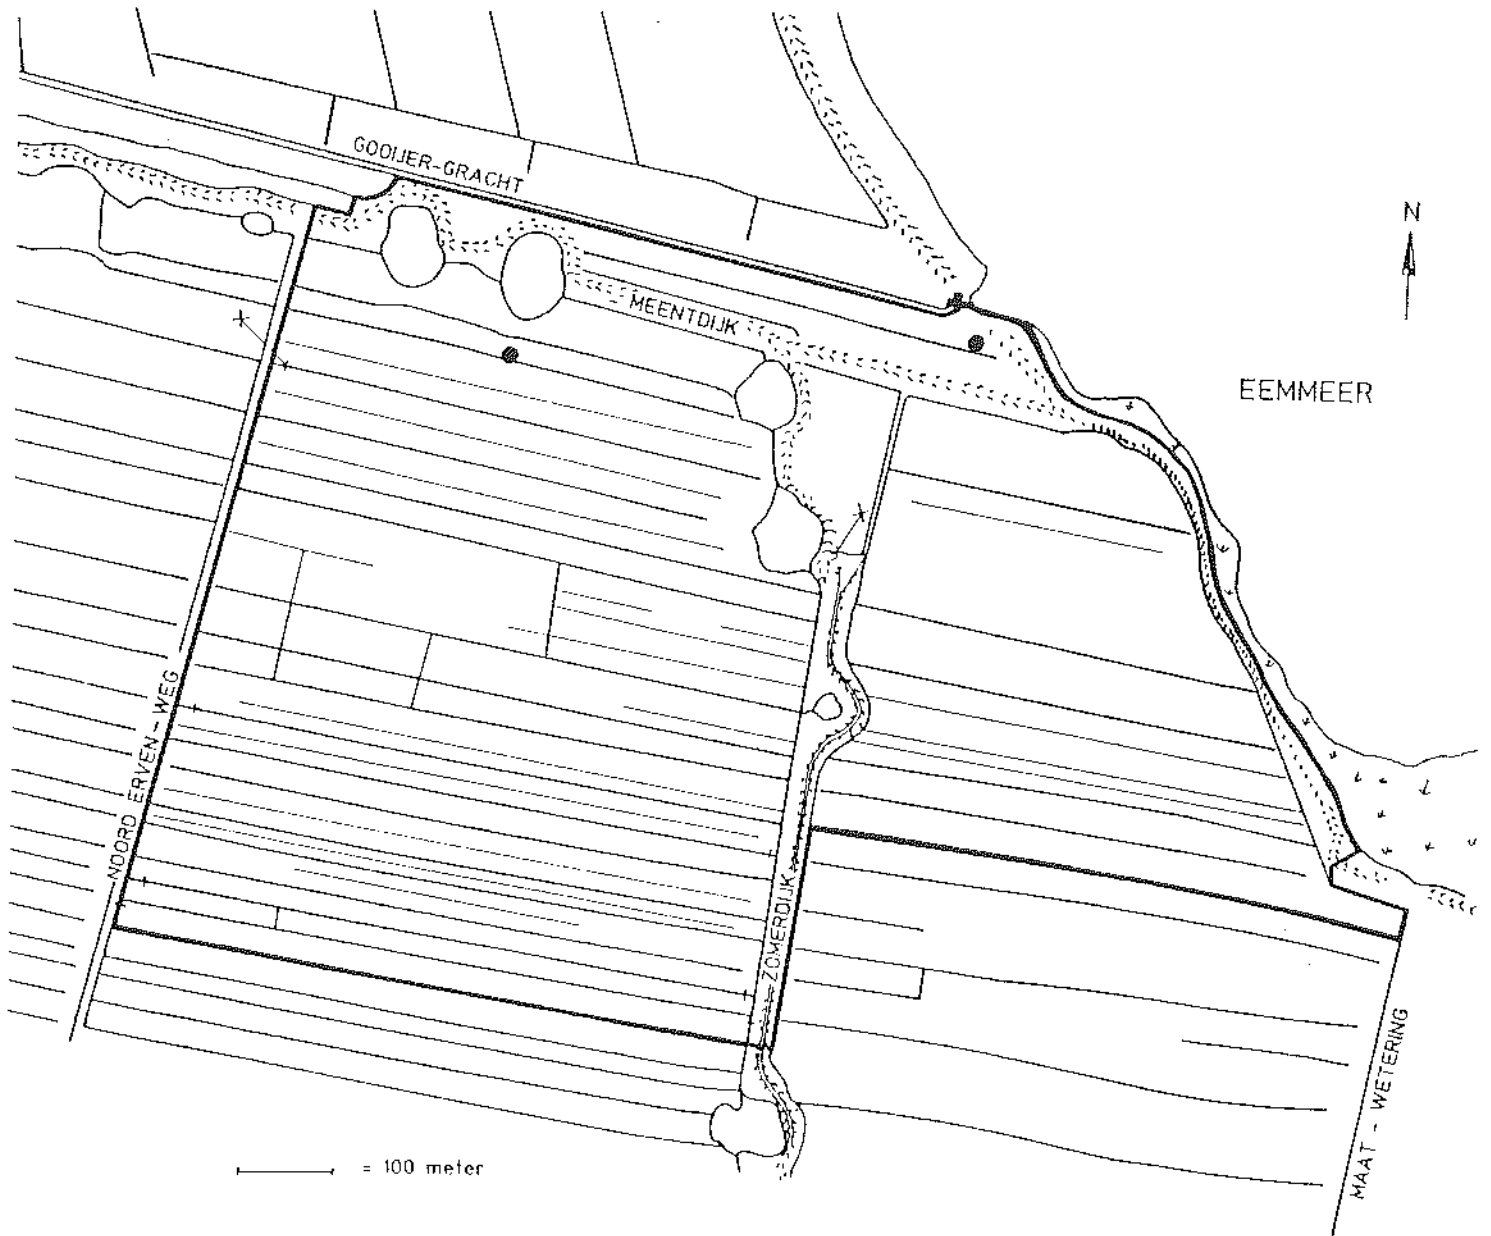 GOOIJER-GRACHT
N
MEENTDIJK
EEMMEER
NOORD ERVEN-WEG
ZOMERDIJK
MAAT - WETERING
= 100 meter